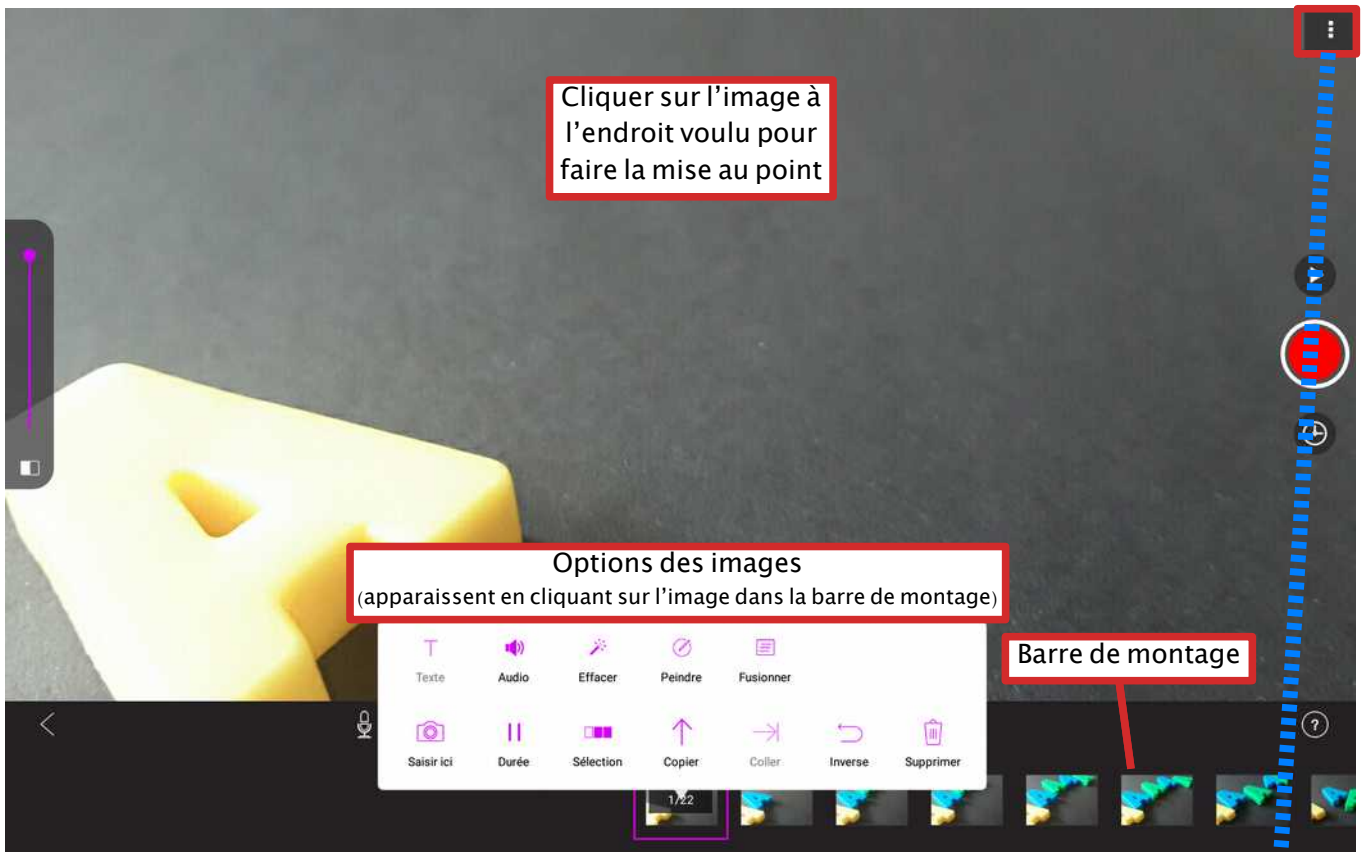 Cliquer sur l’image à
l’endroit voulu pour
faire la mise au point
Options des images
(apparaissent en cliquant sur l’image dans la barre de montage)
Texte Audio Effacer Peindre Fusionner
Barre de montage
Saisir ici Durée Sélection Copier Coller Inverse Supprimer
?
1/22